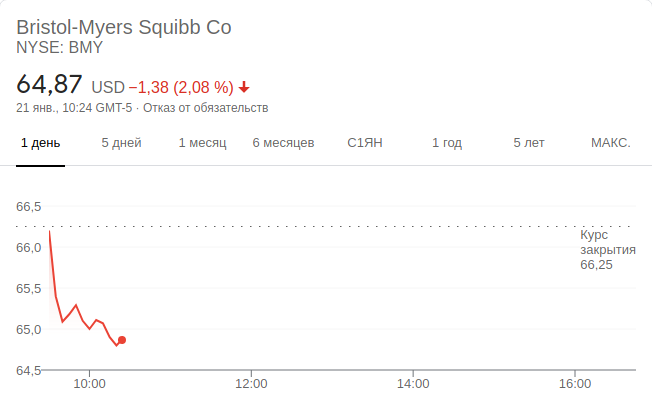 Bristol-Myers Squibb Co
NYSE: BMY
64,87 USD −1,38 (2,08 %)
21 янв., 10:24 GMT-5 · Отказ от обязательств
1 день 5 дней 1 месяц 6 месяцев С1ЯН 1 год 5 лет МАКС.
66,5
Курс
закрытия
66,25
66,0
65,5
65,0
64,5
10:00 12:00 14:00 16:00